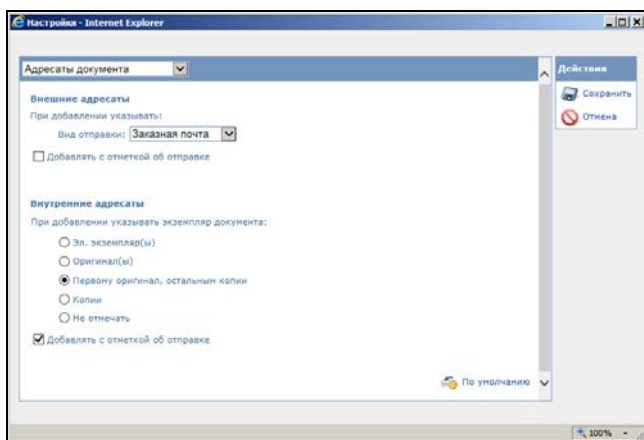 Настройки - Internet Explorer
Адресаты документа
Действия
Сохранить
Отмена
Внешние адресаты
При добавлении указывать:
Вид отправки: Заказная почта
Добавлять с отметкой об отправке
Внутренние адресаты
При добавлении указывать экземпляр документа:
Эл. экземпляр(ы)
Оригинал(ы)
Первому оригинал, остальным копии
Копии
Не отмечать
Добавлять с отметкой об отправке
По умолчанию
100%